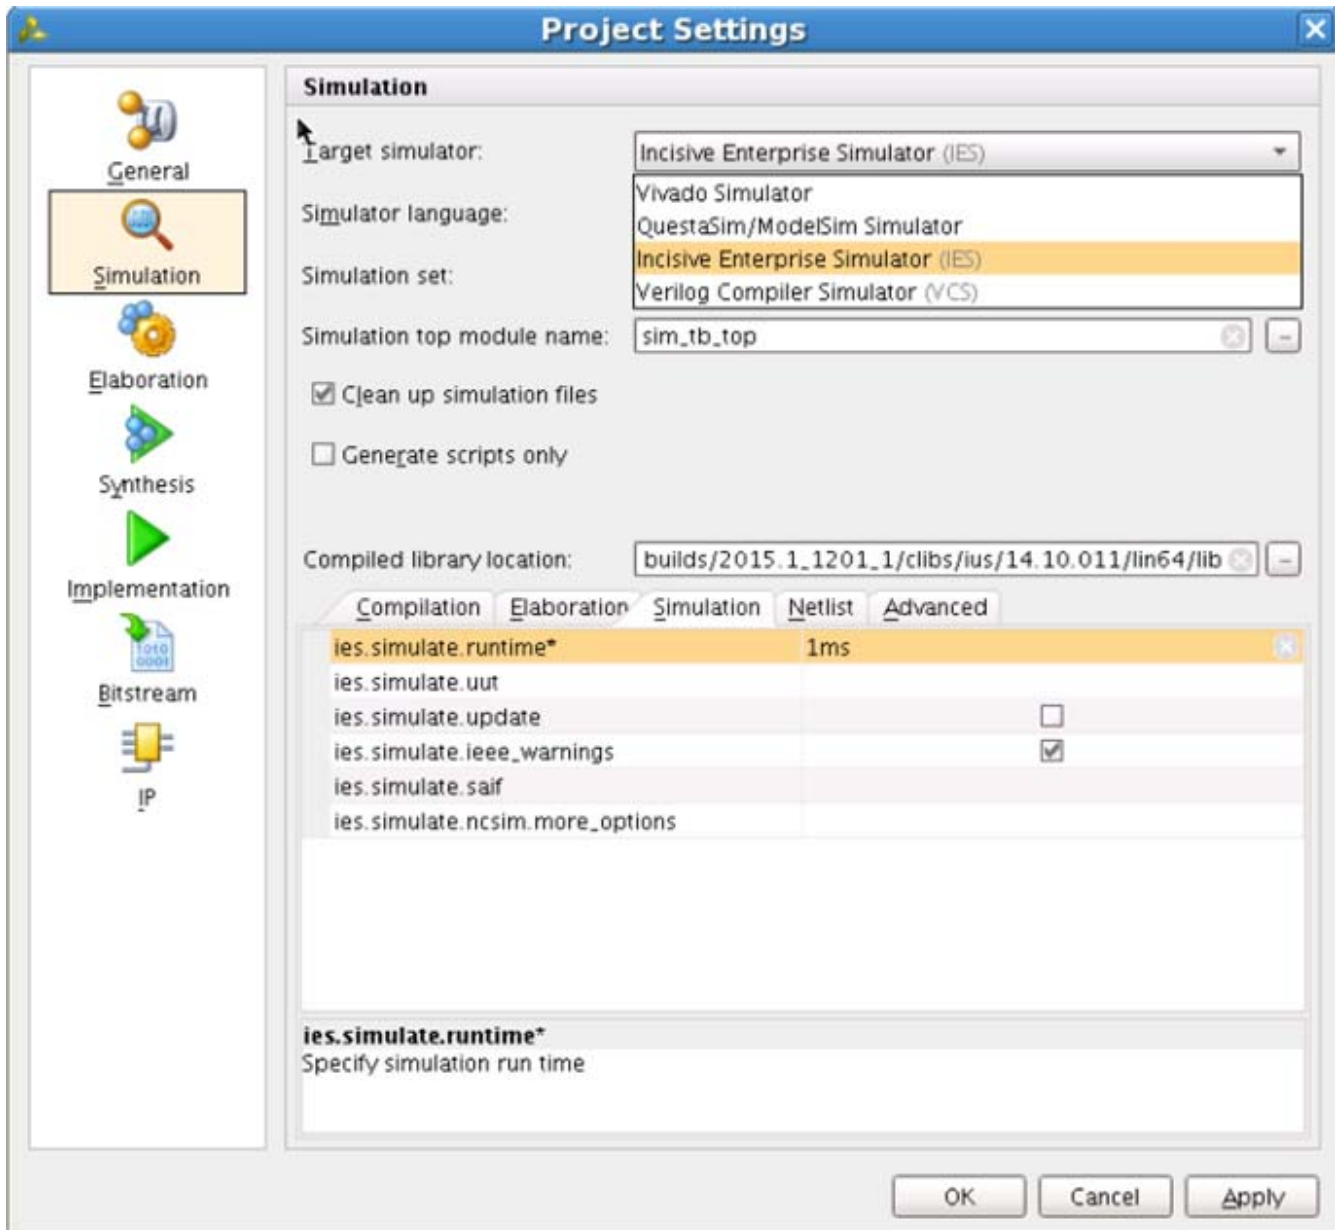 Project Settings
General
Simulation
Elaboration
Synthesis
Implementation
Bitstream
IP
Simulation
Target simulator: Incisive Enterprise Simulator (IES)
Vivado Simulator
Simulator language:
QuestaSim/ModelSim Simulator
Incisive Enterprise Simulator (IES)
Simulation set:
Verilog Compiler Simulator (VCS)
Simulation top module name: sim_tb_top
Clean up simulation files
Generate scripts only
Compiled library location: builds/2015.1_1201_1/clibs/ius/14.10.011/lin64/lib
Compilation Elaboration Simulation Netlist Advanced
ies.simulate.runtime* 1ms
ies.simulate.uut
ies.simulate.update
ies.simulate.ieee_warnings
ies.simulate.saif
ies.simulate.ncsim.more_options
ies.simulate.runtime*
Specify simulation run time
OK Cancel Apply